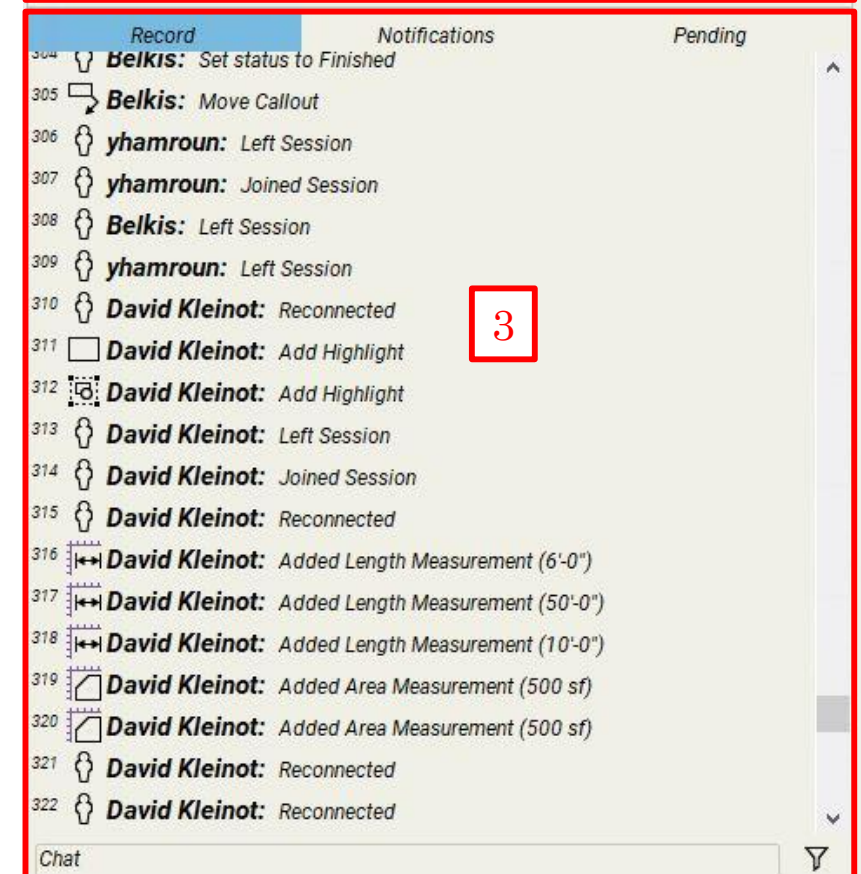 Record Notifications Pending
304 Belkis: Set status to Finished
305 Belkis: Move Callout
306 yhamroun: Left Session
307 yhamroun: Joined Session
308 Belkis: Left Session
309 yhamroun: Left Session
310 David Kleinot: Reconnected
3
311 David Kleinot: Add Highlight
312 David Kleinot: Add Highlight
313 David Kleinot: Left Session
314 David Kleinot: Joined Session
315 David Kleinot: Reconnected
316 David Kleinot: Added Length Measurement (6'-0")
317 David Kleinot: Added Length Measurement (50'-0")
318 David Kleinot: Added Length Measurement (10'-0")
319 David Kleinot: Added Area Measurement (500 sf)
320 David Kleinot: Added Area Measurement (500 sf)
321 David Kleinot: Reconnected
322 David Kleinot: Reconnected
Chat